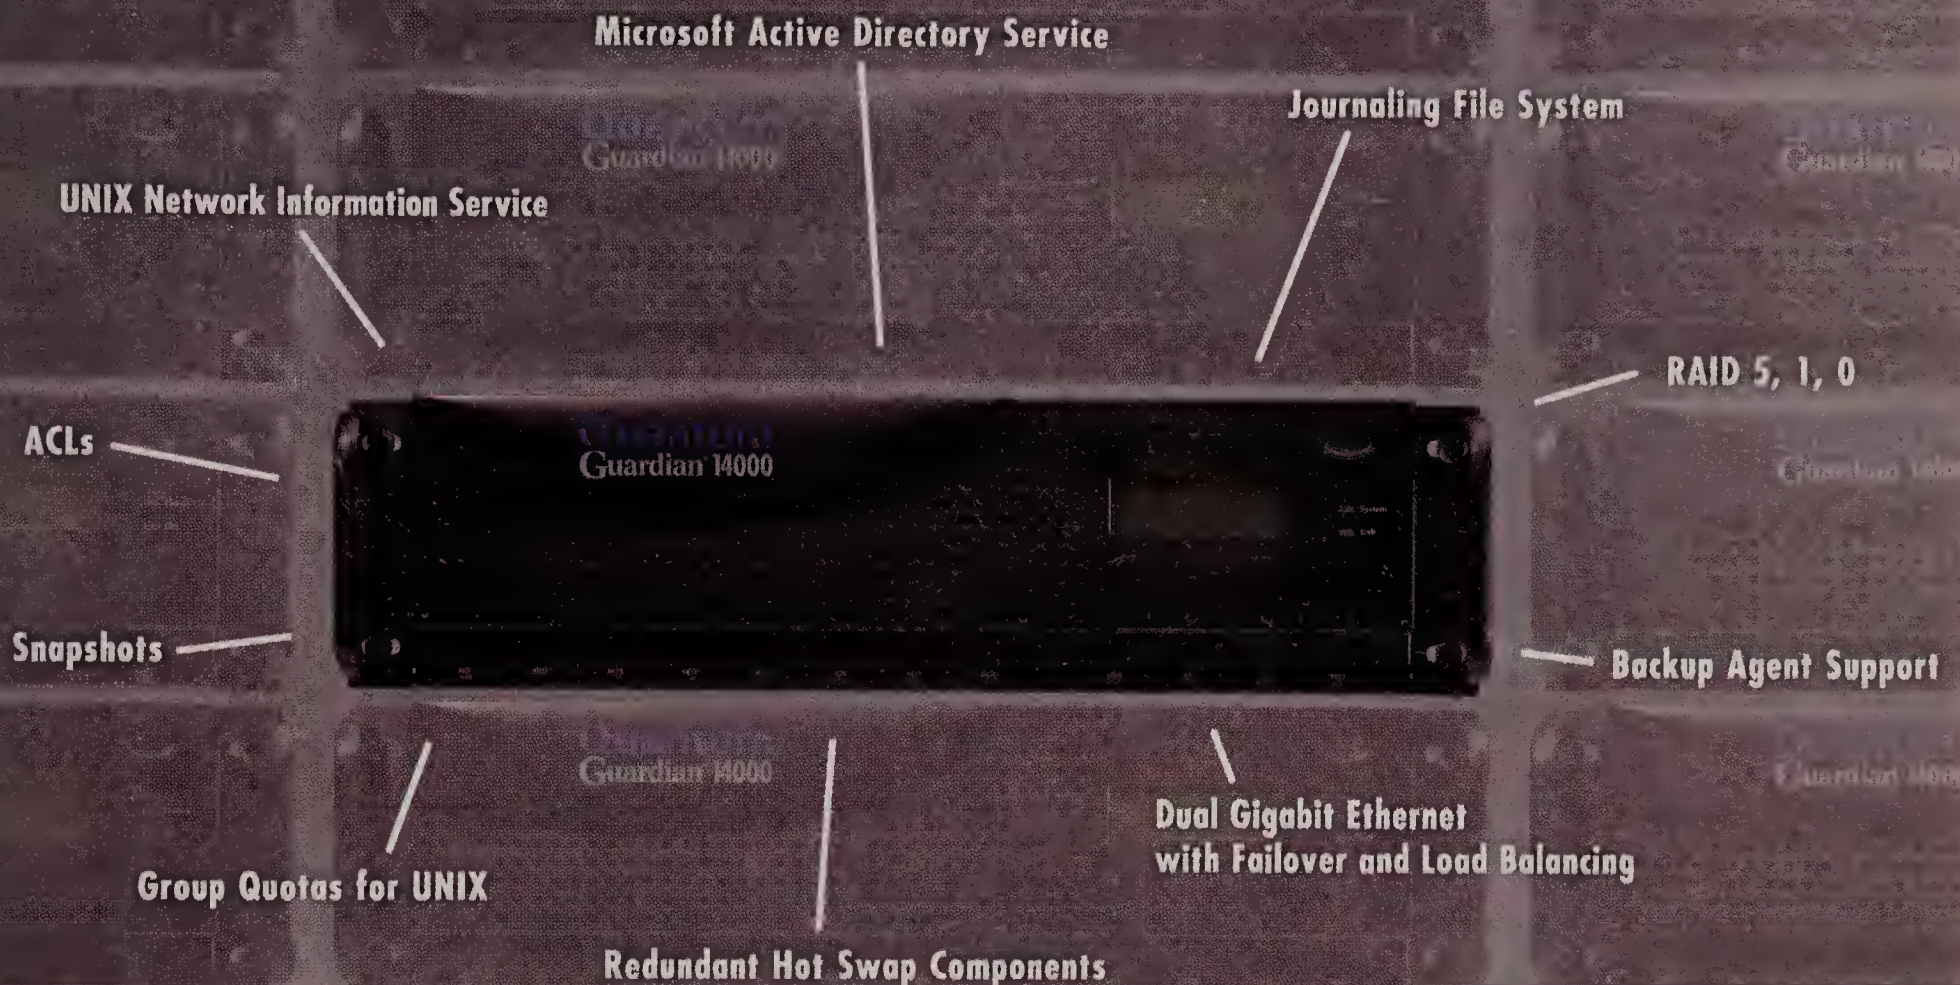 Microsoft Active Directory Service
Journaling File System
Guardian 14000
UNIX Network Information Service
RAID 5, 1, 0
ACLs
Guardian 14000
Snapshots
Backup Agent Support
Guardian 14000
Dual Gigabit Ethernet
with Failover and Load Balancing
Group Quotas for UNIX
Redundant Hot Swap Components